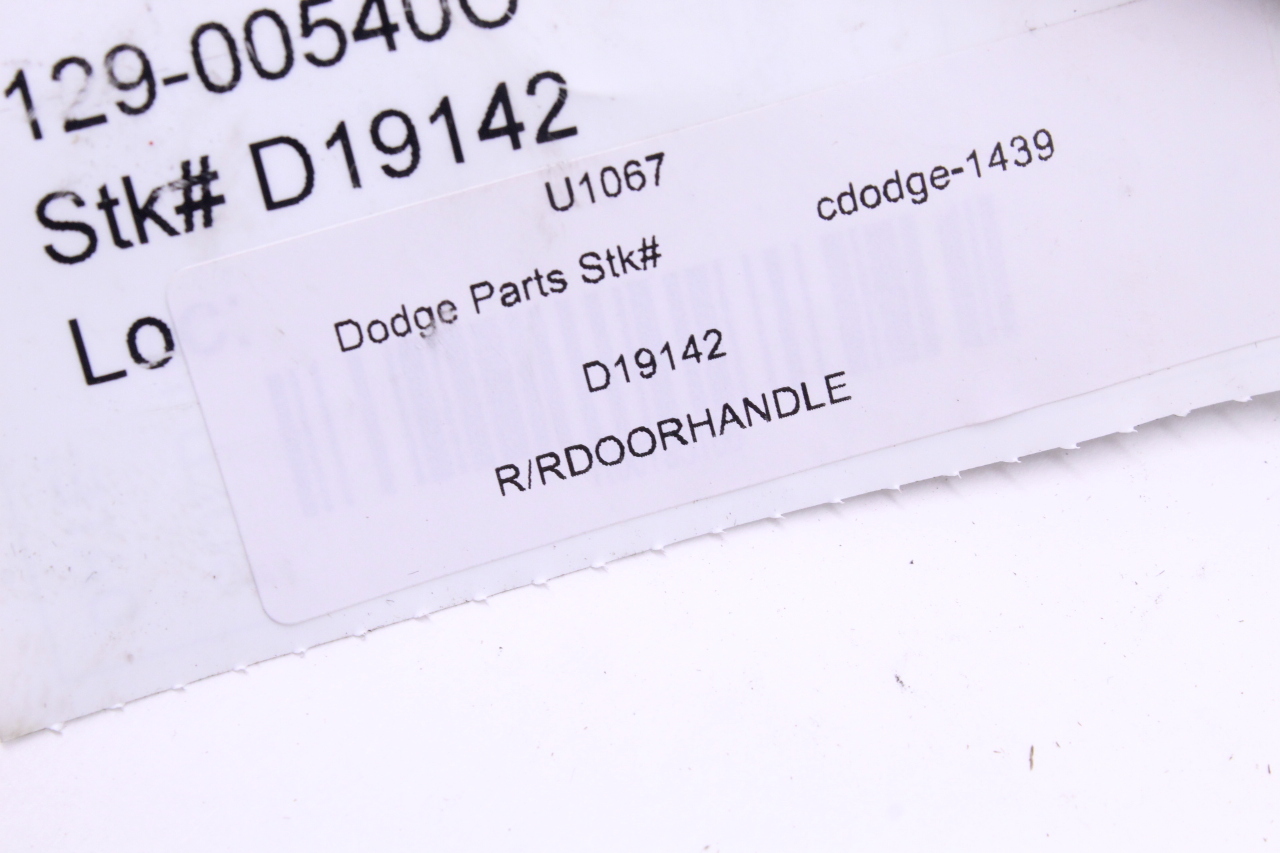 129-00540
Stk# D19142
Lo
U1067
cdodge-1439
Dodge Parts Stk#
D19142
R/RDOORHANDLE